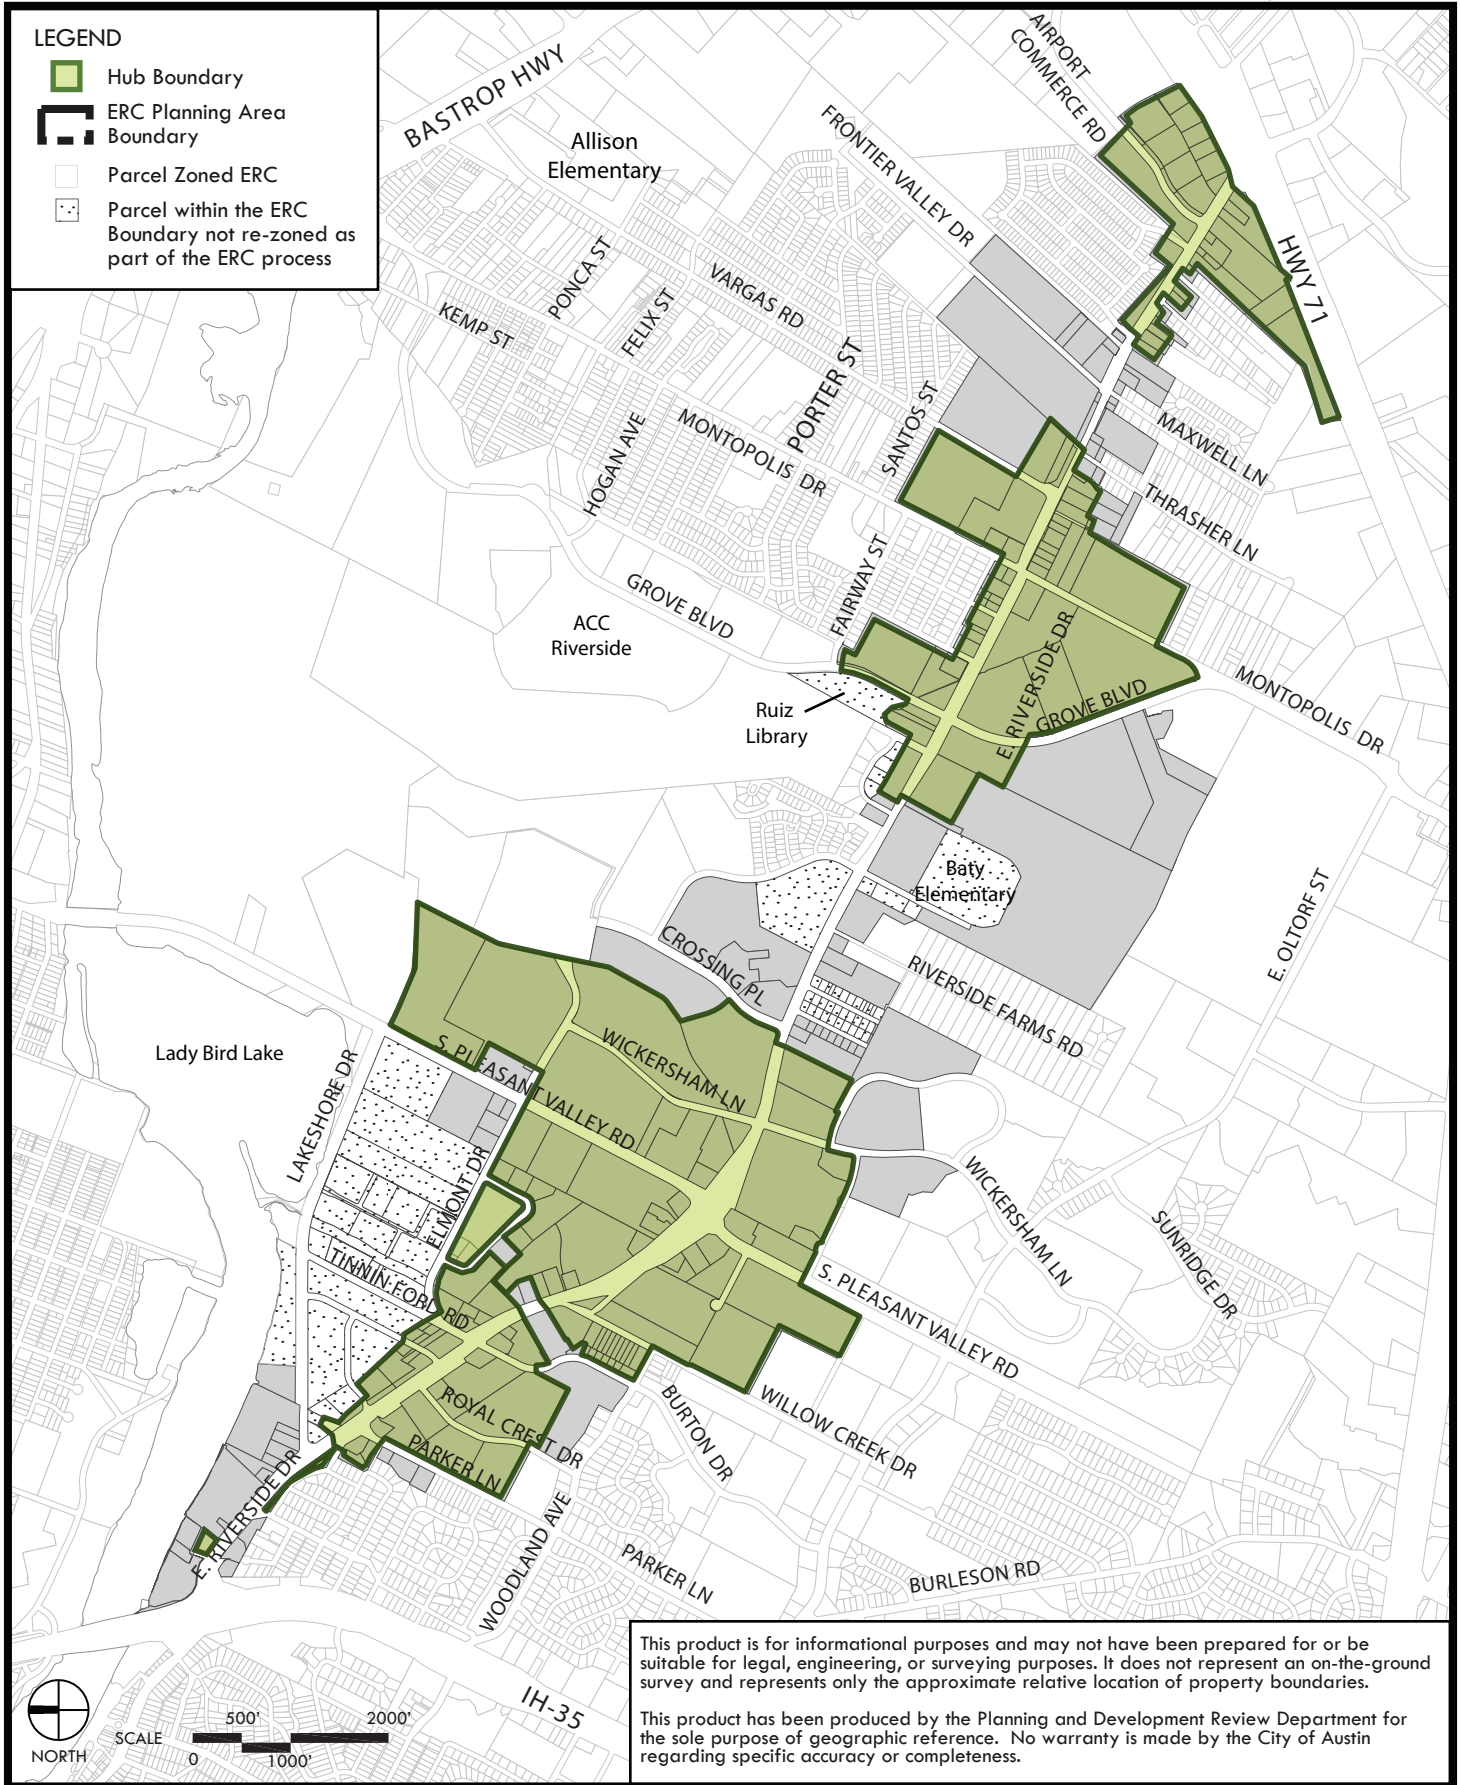 LEGEND
Hub Boundary
ERC Planning Area
Boundary
Parcel Zoned ERC
Parcel within the ERC
Boundary not re-zoned as
part of the ERC process
BASTROP HWY
Allison
Elementary
AIRPORT
COMMERCE RD
FRONTIER VALLEY DR
HWY 71
PONCA ST
FELIX ST
VARGAS RD
KEMP ST
PORTER ST
SANTOS ST
HOGAN AVE
MONTOPOLIS DR
MAXWELL LN
THRASHER LN
FAIRWAY ST
GROVE BLVD
ACC
Riverside
E. RIVERSIDE DR
GROVE BLVD
MONTOPOLIS DR
Ruiz
Library
Baty
Elementary
E. OLTORF ST
CROSSING PL
RIVERSIDE FARMS RD
Lady Bird Lake
LAKESHORE DR
S. PLEASANT VALLEY RD
WICKERSHAM LN
ELMONT DR
TINNIN FORD RD
WICKERSHAM LN
SUNRIDGE DR
S. PLEASANT VALLEY RD
ROYAL CREST DR
PARKER LN
BURTON DR
WILLOW CREEK DR
E. RIVERSIDE DR
WOODLAND AVE
PARKER LN
BURLESON RD
IH-35
NORTH
SCALE
500'
2000'
0
1000'
This product is for informational purposes and may not have been prepared for or be
suitable for legal, engineering, or surveying purposes. It does not represent an on-the-ground
survey and represents only the approximate relative location of property boundaries.
This product has been produced by the Planning and Development Review Department for
the sole purpose of geographic reference. No warranty is made by the City of Austin
regarding specific accuracy or completeness.